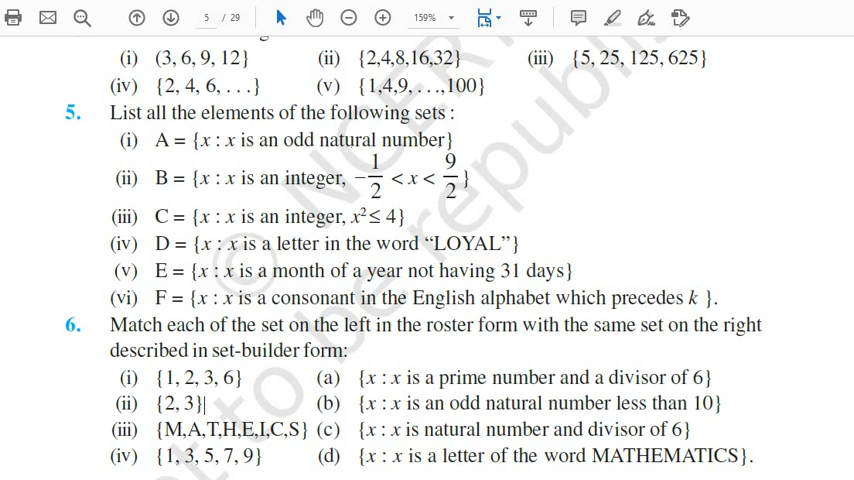 5 / 29
159%
(i) (3, 6, 9, 12} (ii) {2,4,8,16,32} (iii) {5, 25, 125, 625}
(iv) {2, 4, 6, . . .} (v) {1,4,9, . . .,100}
5. List all the elements of the following sets :
(i) A = {x : x is an odd natural number}
(ii) B = {x : x is an integer, −1/2 < x < 9/2 }
(iii) C = {x : x is an integer, x² ≤ 4}
(iv) D = {x : x is a letter in the word “LOYAL”}
(v) E = {x : x is a month of a year not having 31 days}
(vi) F = {x : x is a consonant in the English alphabet which precedes k }.
6. Match each of the set on the left in the roster form with the same set on the right
described in set-builder form:
(i) {1, 2, 3, 6} (a) {x : x is a prime number and a divisor of 6}
(ii) {2, 3} (b) {x : x is an odd natural number less than 10}
(iii) {M,A,T,H,E,I,C,S} (c) {x : x is natural number and divisor of 6}
(iv) {1, 3, 5, 7, 9} (d) {x : x is a letter of the word MATHEMATICS}.
© NCERT
not to be republis